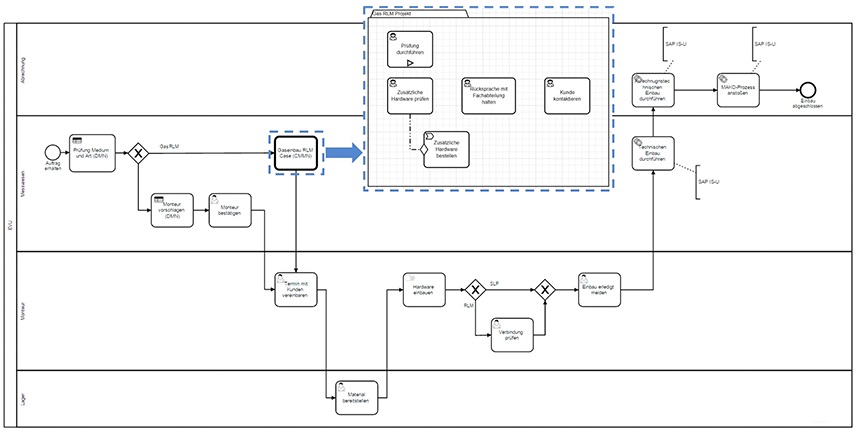 Gas RLM Projekt
Prüfung
durchführen
Zusätzliche
Hardware prüfen
Rücksprache mit
Fachabteilung
halten
Kunde
kontaktieren
Zusätzliche
Hardware
bestellen
EVU
Abrechnung
SAP IS-U
SAP IS-U
Abrechnungstec
hnischen
Einbau
durchführen
MAKO-Prozess
anstoßen
Einbau
abgeschlossen
Messwesen
Auftrag
erhalten
Prüfung Medium
und Art (DMN)
Gas RLM
Gaseinbau RLM
Case (CMMN)
Monteur
vorschlagen
(DMN)
Monteur
bestätigen
Technischen
Einbau
durchführen
SAP IS-U
Monteur
Termin mit
Kunden
vereinbaren
Hardware
einbauen
SLP
RLM
Verbindung
prüfen
Einbau erledigt
melden
Lager
Material
bereitstellen